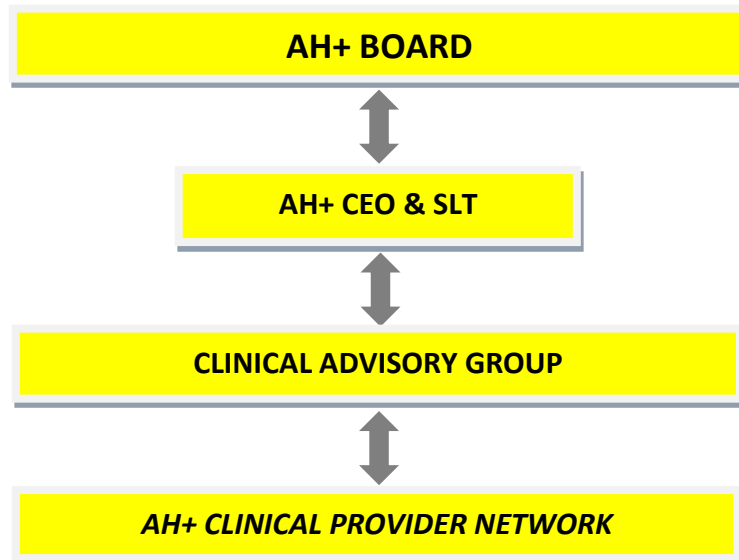 AH+ BOARD
AH+ CEO & SLT
CLINICAL ADVISORY GROUP
AH+ CLINICAL PROVIDER NETWORK